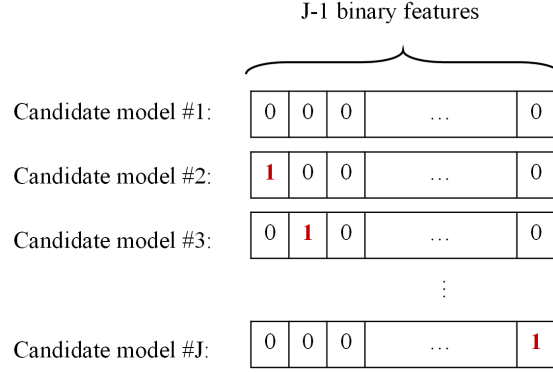 J-1 binary features
Candidate model #1: 0 0 0 ... 0
Candidate model #2: 1 0 0 ... 0
Candidate model #3: 0 1 0 ... 0
⋮
Candidate model #J: 0 0 0 ... 1